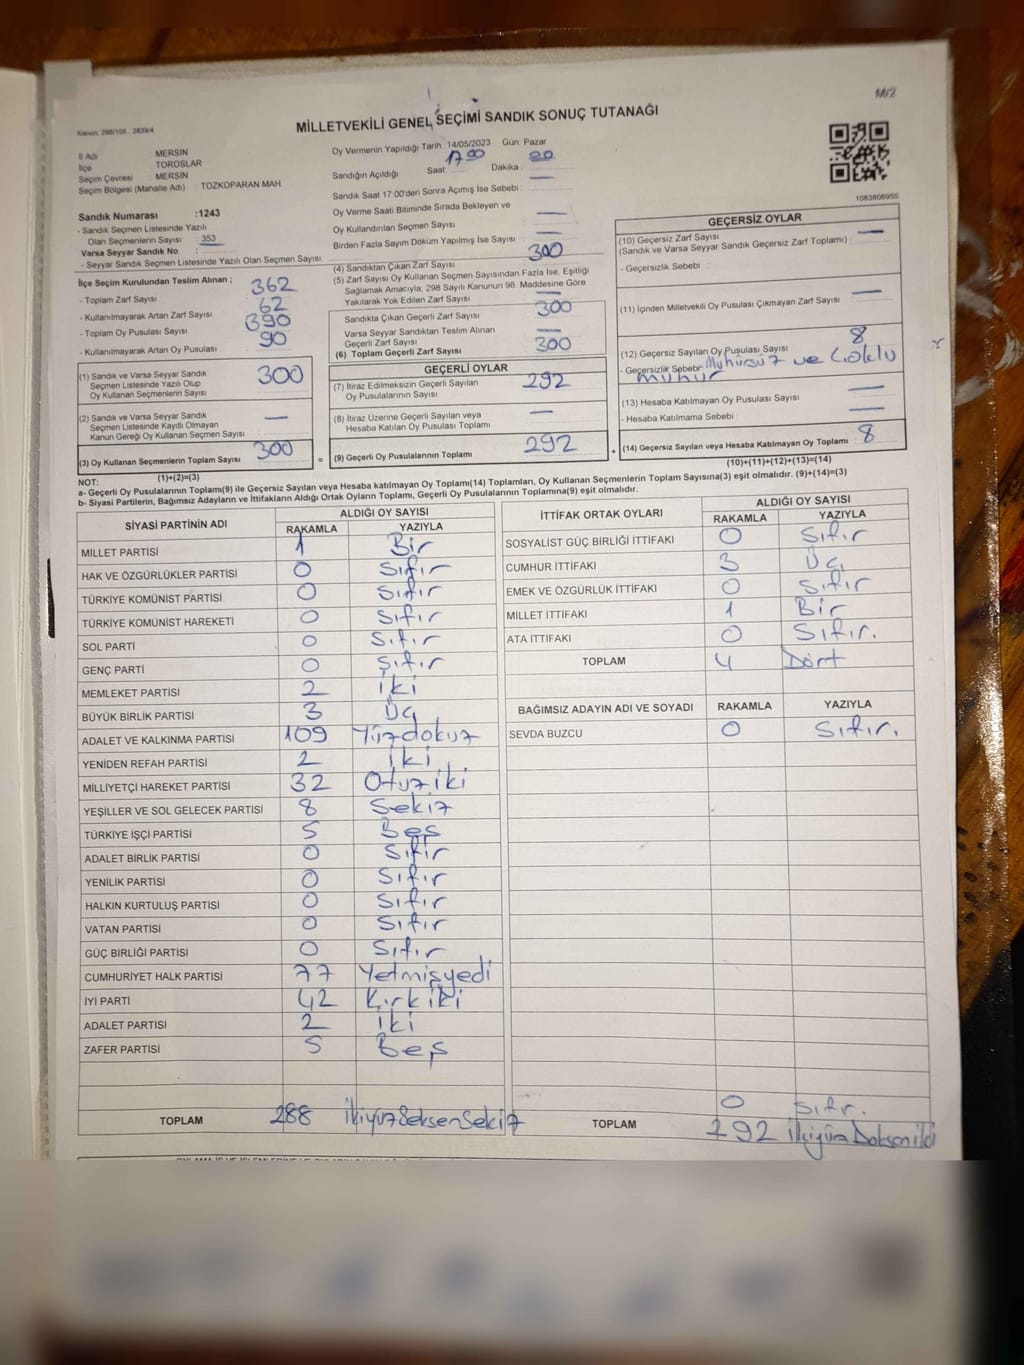 M/2
Kanun, 298/105 , 2839/4
MİLLETVEKİLİ GENEL SEÇİMİ SANDIK SONUÇ TUTANAĞI
İl Adı MERSİN
İlçe TOROSLAR
Seçim Çevresi MERSİN
Seçim Bölgesi (Mahalle Adı) : TOZKOPARAN MAH
Sandık Numarası :1243
- Sandık Seçmen Listesinde Yazılı
Olan Seçmenlerin Sayısı 353
Varsa Seyyar Sandık No :
- Seyyar Sandık Seçmen Listesinde Yazılı Olan Seçmen Sayısı:
İlçe Seçim Kurulundan Teslim Alınan ;
- Toplam Zarf Sayısı 362
- Kullanılmayarak Artan Zarf Sayısı 62
- Toplam Oy Pusulası Sayısı 390
- Kullanılmayarak Artan Oy Pusulası 90
Oy Vermenin Yapıldığı Tarih : 14/05/2023 Gün: Pazar
Sandığın Açıldığı Saat: 17 00 Dakika : 00
Sandık Saat 17:00'den Sonra Açımış İse Sebebi : —
Oy Verme Saati Bitiminde Sırada Bekleyen ve
Oy Kullandırılan Seçmen Sayısı —
Birden Fazla Sayım Döküm Yapılmış İse Sayısı —
(4) Sandıktan Çıkan Zarf Sayısı 300
(5) Zarf Sayısı Oy Kullanan Seçmen Sayısından Fazla İse, Eşitliği
Sağlamak Amacıyla, 298 Sayılı Kanunun 98. Maddesine Göre
Yakılarak Yok Edilen Zarf Sayısı —
Sandıkta Çıkan Geçerli Zarf Sayısı 300
Varsa Seyyar Sandıktan Teslim Alınan
Geçerli Zarf Sayısı —
(6) Toplam Geçerli Zarf Sayısı 300
1083806950
GEÇERSİZ OYLAR
(10) Geçersiz Zarf Sayısı —
(Sandık ve Varsa Seyyar Sandık Geçersiz Zarf Toplamı) :
- Geçersizlik Sebebi :
(11) İçinden Milletvekili Oy Pusulası Çıkmayan Zarf Sayısı : —
(12) Geçersiz Sayılan Oy Pusulası Sayısı 8
- Geçersizlik Sebebi: Mühürsüz ve Çoklu
mühür
(13) Hesaba Katılmayan Oy Pusulası Sayısı : —
- Hesaba Katılmama Sebebi : —
(14) Geçersiz Sayılan veya Hesaba Katılmayan Oy Toplamı : 8
(10)+(11)+(12)+(13)=(14)
(1) Sandık ve Varsa Seyyar Sandık
Seçmen Listesinde Yazılı Olup
Oy Kullanan Seçmenlerin Sayısı 300
(2) Sandık ve Varsa Seyyar Sandık
Seçmen Listesinde Kayıtlı Olmayan
Kanun Gereği Oy Kullanan Seçmen Sayısı —
(3) Oy Kullanan Seçmenlerin Toplam Sayısı 300
(1)+(2)=(3)
=
GEÇERLİ OYLAR
(7) İtiraz Edilmeksizin Geçerli Sayılan
Oy Pusulalarının Sayısı 292
(8) İtiraz Üzerine Geçerli Sayılan veya
Hesaba Katılan Oy Pusulası Toplamı —
(9) Geçerli Oy Pusulalarının Toplamı 292
+
NOT:
a- Geçerli Oy Pusulalarının Toplamı(9) ile Geçersiz Sayılan veya Hesaba katılmayan Oy Toplamı(14) Toplamları, Oy Kullanan Seçmenlerin Toplam Sayısına(3) eşit olmalıdır. (9)+(14)=(3)
b- Siyasi Partilerin, Bağımsız Adayların ve İttifakların Aldığı Ortak Oyların Toplamı, Geçerli Oy Pusulalarının Toplamına(9) eşit olmalıdır.
SİYASİ PARTİNİN ADI ALDIĞI OY SAYISI
RAKAMLA YAZIYLA
MİLLET PARTİSİ 1 Bir
HAK VE ÖZGÜRLÜKLER PARTİSİ 0 Sıfır
TÜRKİYE KOMÜNİST PARTİSİ 0 Sıfır
TÜRKİYE KOMÜNİST HAREKETİ 0 Sıfır
SOL PARTİ 0 Sıfır
GENÇ PARTİ 0 Sıfır
MEMLEKET PARTİSİ 2 İki
BÜYÜK BİRLİK PARTİSİ 3 Üç
ADALET VE KALKINMA PARTİSİ 109 Yüzdokuz
YENİDEN REFAH PARTİSİ 2 İki
MİLLİYETÇİ HAREKET PARTİSİ 32 Otuziki
YEŞİLLER VE SOL GELECEK PARTİSİ 8 Sekiz
TÜRKİYE İŞÇİ PARTİSİ 5 Beş
ADALET BİRLİK PARTİSİ 0 Sıfır
YENİLİK PARTİSİ 0 Sıfır
HALKIN KURTULUŞ PARTİSİ 0 Sıfır
VATAN PARTİSİ 0 Sıfır
GÜÇ BİRLİĞİ PARTİSİ 0 Sıfır
CUMHURİYET HALK PARTİSİ 77 Yetmişyedi
İYİ PARTİ 42 Kırkiki
ADALET PARTİSİ 2 İki
ZAFER PARTİSİ 5 Beş
TOPLAM 288 İkiyüzSeksenSekiz
İTTİFAK ORTAK OYLARI ALDIĞI OY SAYISI
RAKAMLA YAZIYLA
SOSYALIST GÜÇ BİRLİĞİ İTTİFAKI 0 Sıfır
CUMHUR İTTİFAKI 3 Üç
EMEK VE ÖZGÜRLÜK İTTİFAKI 0 Sıfır
MILLET İTTİFAKI 1 Bir
ATA İTTİFAKI 0 Sıfır.
TOPLAM 4 Dört
BAĞIMSIZ ADAYIN ADI VE SOYADI RAKAMLA YAZIYLA
SEVDA BUZCU 0 Sıfır.
0 Sıfır.
TOPLAM 292 ikiyüzDoksaniki